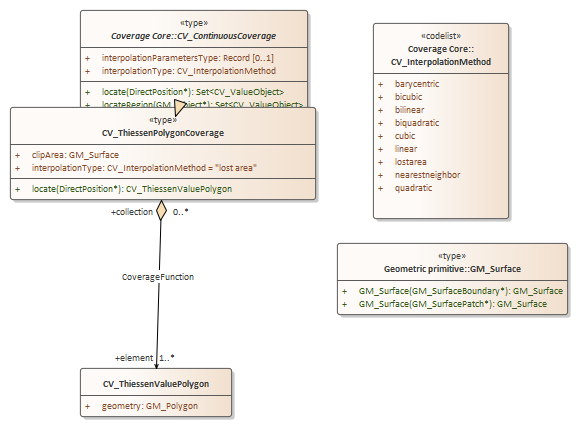 «type»
Coverage Core::CV_ContinuousCoverage
+ interpolationParametersType: Record [0..1]
+ interpolationType: CV_InterpolationMethod
+ locate(DirectPosition*): Set<CV_ValueObject>
+ locateRegion(GM_Object*): Set<CV_ValueObject>
«type»
CV_ThiessenPolygonCoverage
+ clipArea: GM_Surface
+ interpolationType: CV_InterpolationMethod = "lost area"
+ locate(DirectPosition*): CV_ThiessenValuePolygon
+collection 0..*
CoverageFunction
+element 1..*
CV_ThiessenValuePolygon
+ geometry: GM_Polygon
«codelist»
Coverage Core::
CV_InterpolationMethod
+ barycentric
+ bicubic
+ bilinear
+ biquadratic
+ cubic
+ linear
+ lostarea
+ nearestneighbor
+ quadratic
«type»
Geometric primitive::GM_Surface
+ GM_Surface(GM_SurfaceBoundary*): GM_Surface
+ GM_Surface(GM_SurfacePatch*): GM_Surface